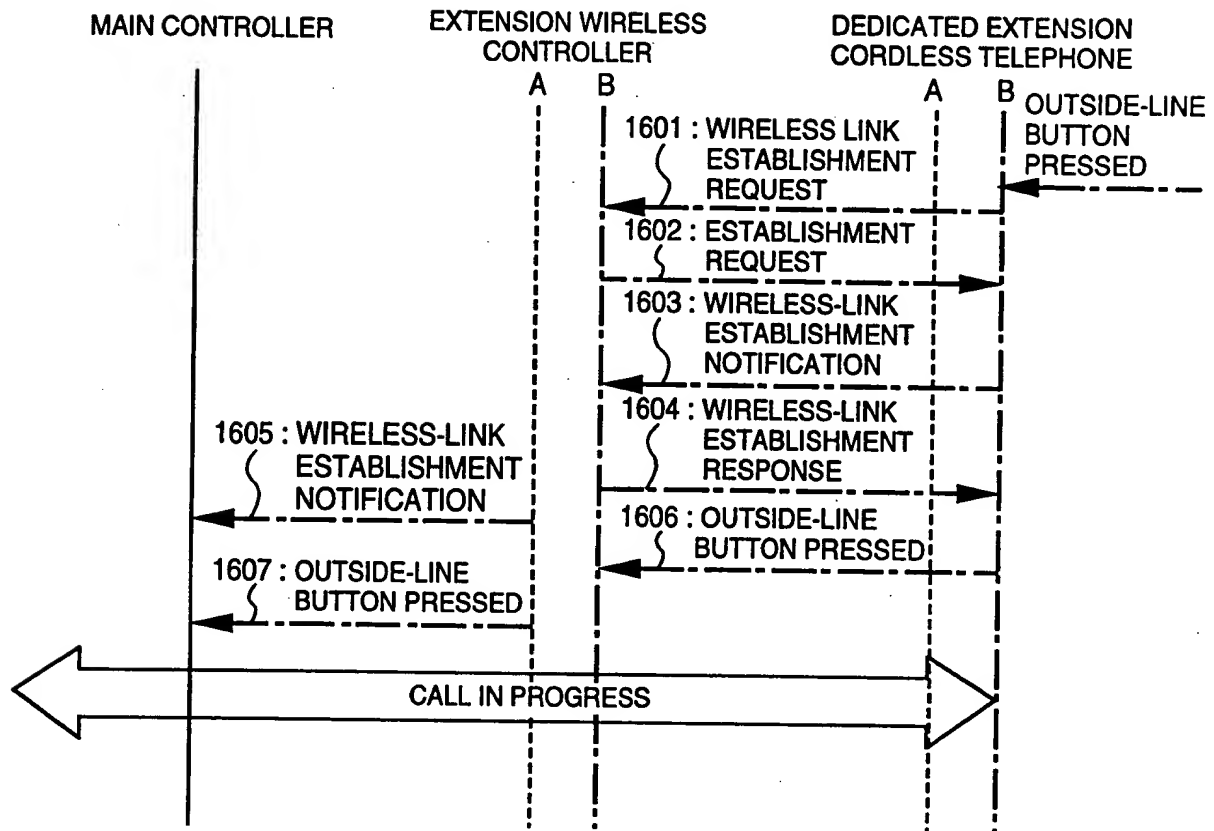 MAIN CONTROLLER
EXTENSION WIRELESS
CONTROLLER
DEDICATED EXTENSION
CORDLESS TELEPHONE
A
B
A
B
OUTSIDE-LINE
BUTTON
PRESSED
1601 : WIRELESS LINK
ESTABLISHMENT
REQUEST
1602 : ESTABLISHMENT
REQUEST
1603 : WIRELESS-LINK
ESTABLISHMENT
NOTIFICATION
1604 : WIRELESS-LINK
ESTABLISHMENT
RESPONSE
1605 : WIRELESS-LINK
ESTABLISHMENT
NOTIFICATION
1606 : OUTSIDE-LINE
BUTTON PRESSED
1607 : OUTSIDE-LINE
BUTTON PRESSED
CALL IN PROGRESS